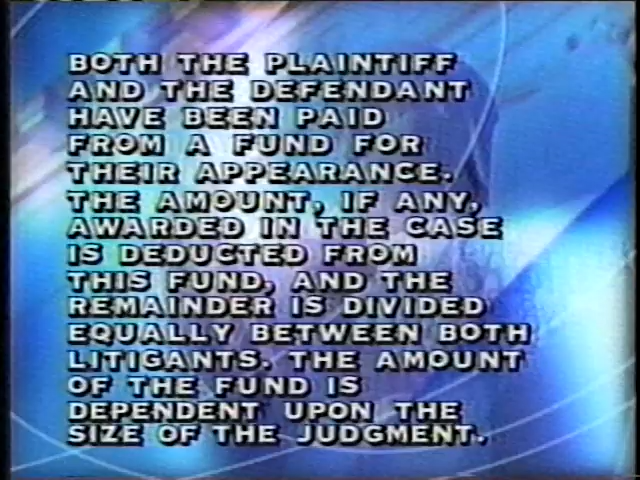 BOTH THE PLAINTIFF
AND THE DEFENDANT
HAVE BEEN PAID
FROM A FUND FOR
THEIR APPEARANCE.
THE AMOUNT, IF ANY,
AWARDED IN THE CASE
IS DEDUCTED FROM
THIS FUND, AND THE
REMAINDER IS DIVIDED
EQUALLY BETWEEN BOTH
LITIGANTS. THE AMOUNT
OF THE FUND IS
DEPENDENT UPON THE
SIZE OF THE JUDGMENT.